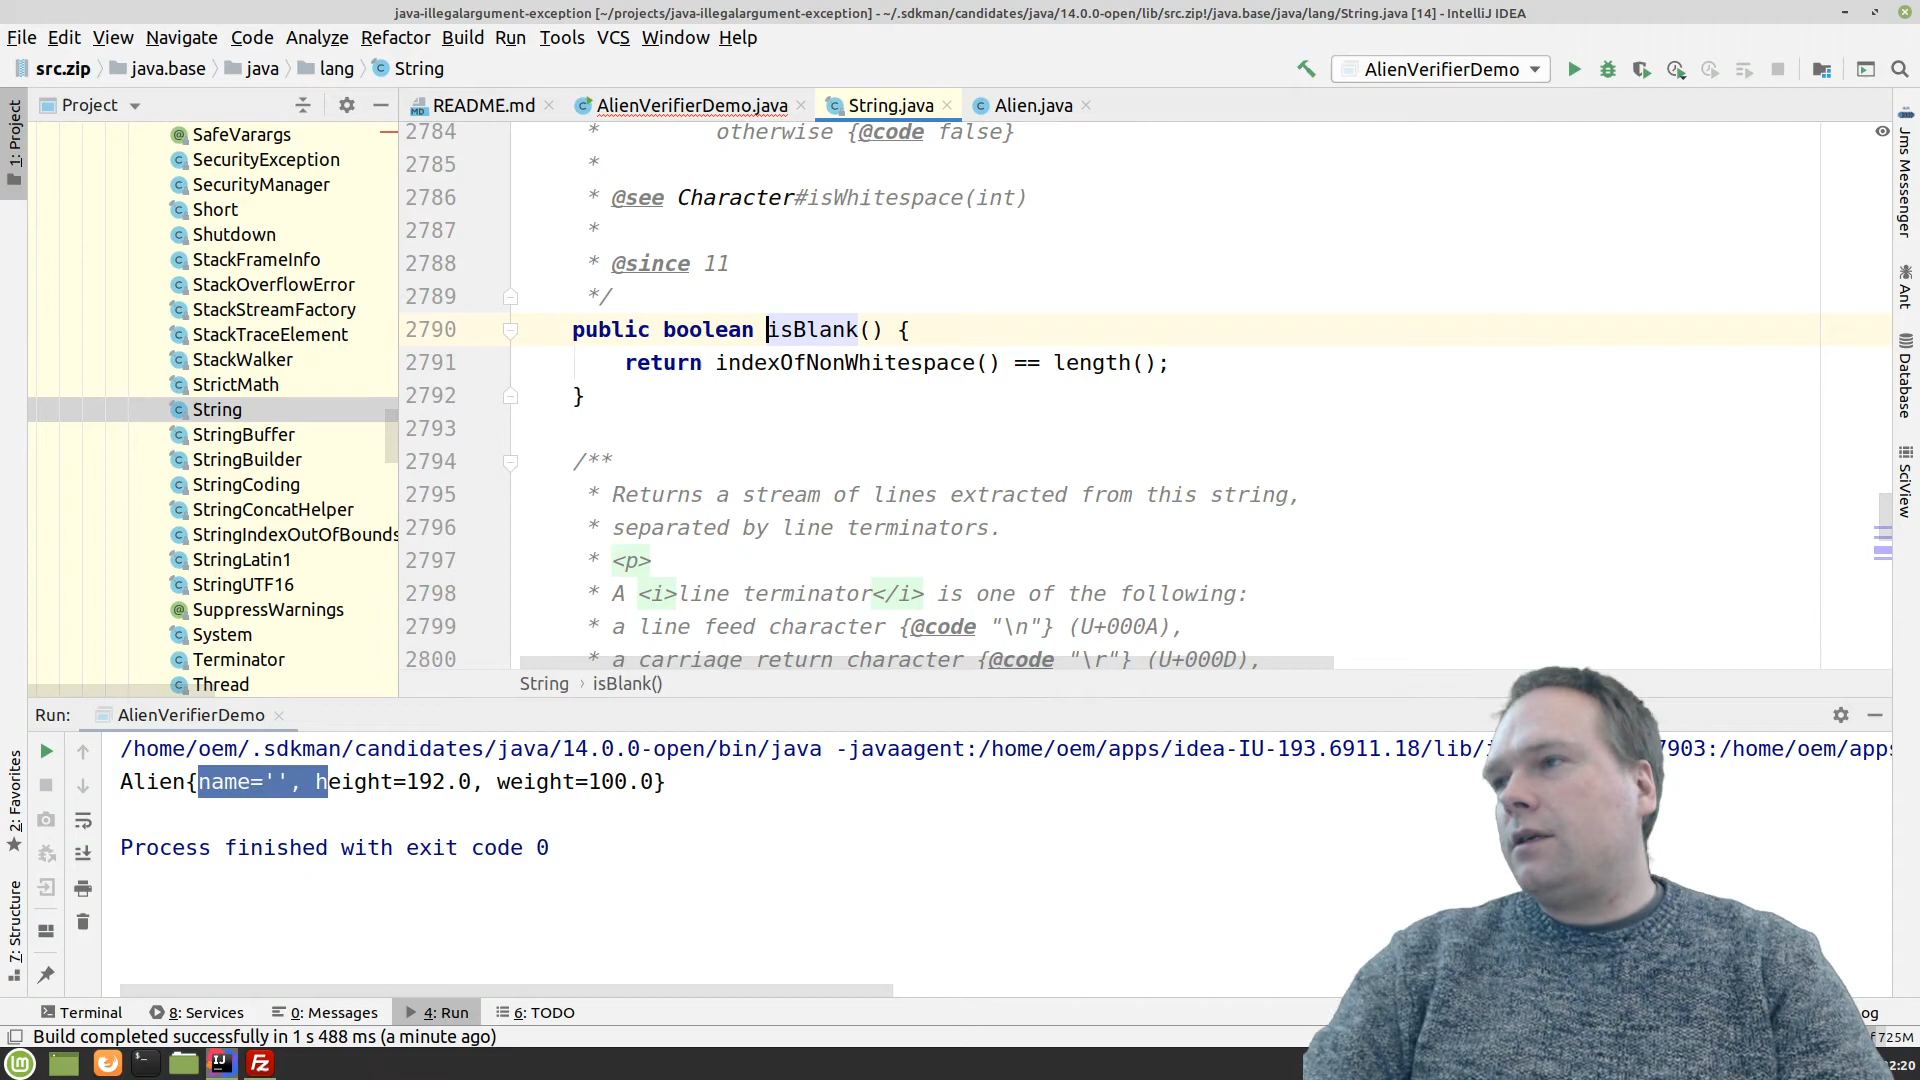 java-illegalargument-exception [~/projects/java-illegalargument-exception] - ~/.sdkman/candidates/java/14.0.0-open/lib/src.zip!/java.base/java/lang/String.java [14] - IntelliJ IDEA
File Edit View Navigate Code Analyze Refactor Build Run Tools VCS Window Help
src.zip java.base java lang String AlienVerifierDemo
Project README.md AlienVerifierDemo.java String.java Alien.java
1: Project
SafeVarargs
SecurityException
SecurityManager
Short
Shutdown
StackFrameInfo
StackOverflowError
StackStreamFactory
StackTraceElement
StackWalker
StrictMath
String
StringBuffer
StringBuilder
StringCoding
StringConcatHelper
StringIndexOutOfBounds
StringLatin1
StringUTF16
SuppressWarnings
System
Terminator
Thread
2784 * otherwise {@code false}
2785 *
2786 * @see Character#isWhitespace(int)
2787 *
2788 * @since 11
2789 */
2790 public boolean isBlank() {
2791 return indexOfNonWhitespace() == length();
2792 }
2793
2794 /**
2795 * Returns a stream of lines extracted from this string,
2796 * separated by line terminators.
2797 * <p>
2798 * A <i>line terminator</i> is one of the following:
2799 * a line feed character {@code "\n"} (U+000A),
2800 * a carriage return character {@code "\r"} (U+000D),
String › isBlank()
Jms Messenger
Ant
Database
SciView
Run: AlienVerifierDemo
/home/oem/.sdkman/candidates/java/14.0.0-open/bin/java -javaagent:/home/oem/apps/idea-IU-193.6911.18/lib/ 7903:/home/oem/apps
Alien{name='', height=192.0, weight=100.0}
Process finished with exit code 0
2: Favorites
7: Structure
Terminal 8: Services 0: Messages 4: Run 6: TODO og
Build completed successfully in 1 s 488 ms (a minute ago) 725M
IJ Fz 2:20